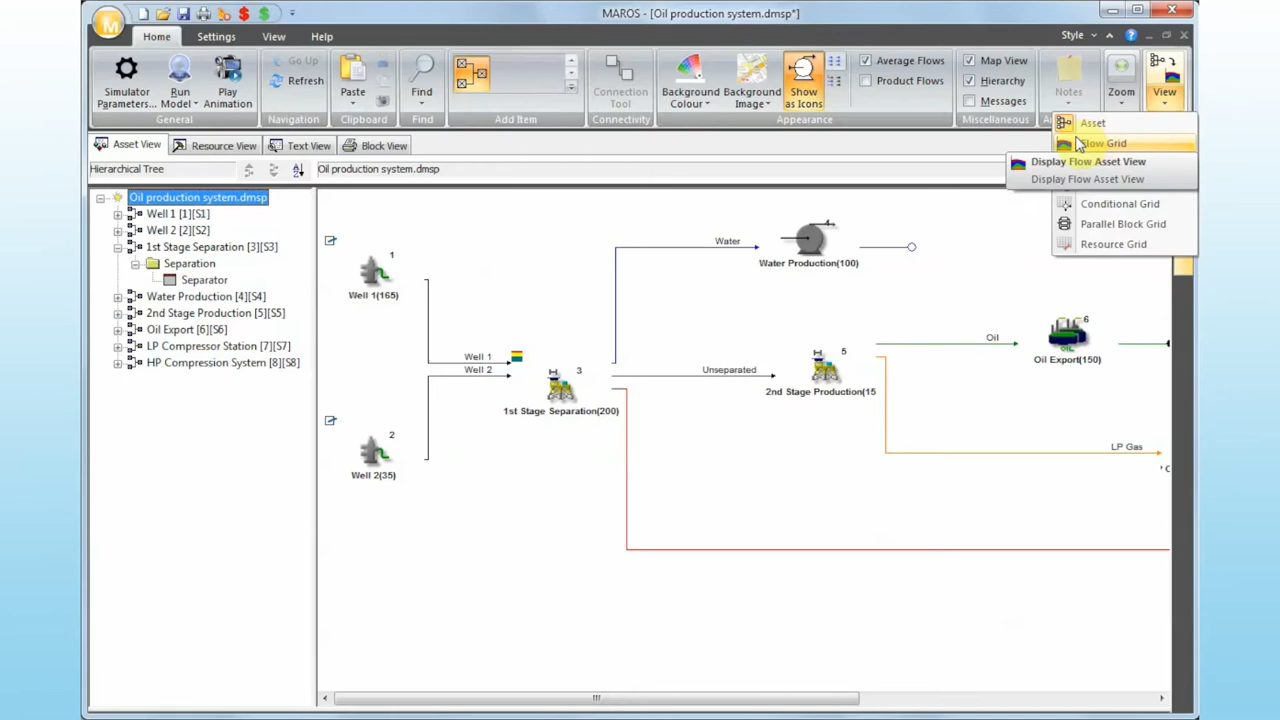 MAROS - [Oil production system.dmsp*]
Home Settings View Help Style
Simulator Parameters...
Run Model
Play Animation
General
Go Up
Refresh
Navigation
Paste
Clipboard
Find
Find
Add Item
Connection Tool
Connectivity
Background Colour
Background Image
Show as Icons
Average Flows
Product Flows
Appearance
Map View
Hierarchy
Messages
Miscellaneous
Notes
Zoom
View
Asset
Flow Grid
Display Flow Asset View
Display Flow Asset View
Conditional Grid
Parallel Block Grid
Resource Grid
Asset View Resource View Text View Block View
Hierarchical Tree
Oil production system.dmsp
Oil production system.dmsp
Well 1 [1][S1]
Well 2 [2][S2]
1st Stage Separation [3][S3]
Separation
Separator
Water Production [4][S4]
2nd Stage Production [5][S5]
Oil Export [6][S6]
LP Compressor Station [7][S7]
HP Compression System [8][S8]
1
Well 1(165)
2
Well 2(35)
Well 1
Well 2
3
1st Stage Separation(200)
Water
4
Water Production(100)
Unseparated
5
2nd Stage Production(15
Oil
6
OIL
Oil Export(150)
LP Gas